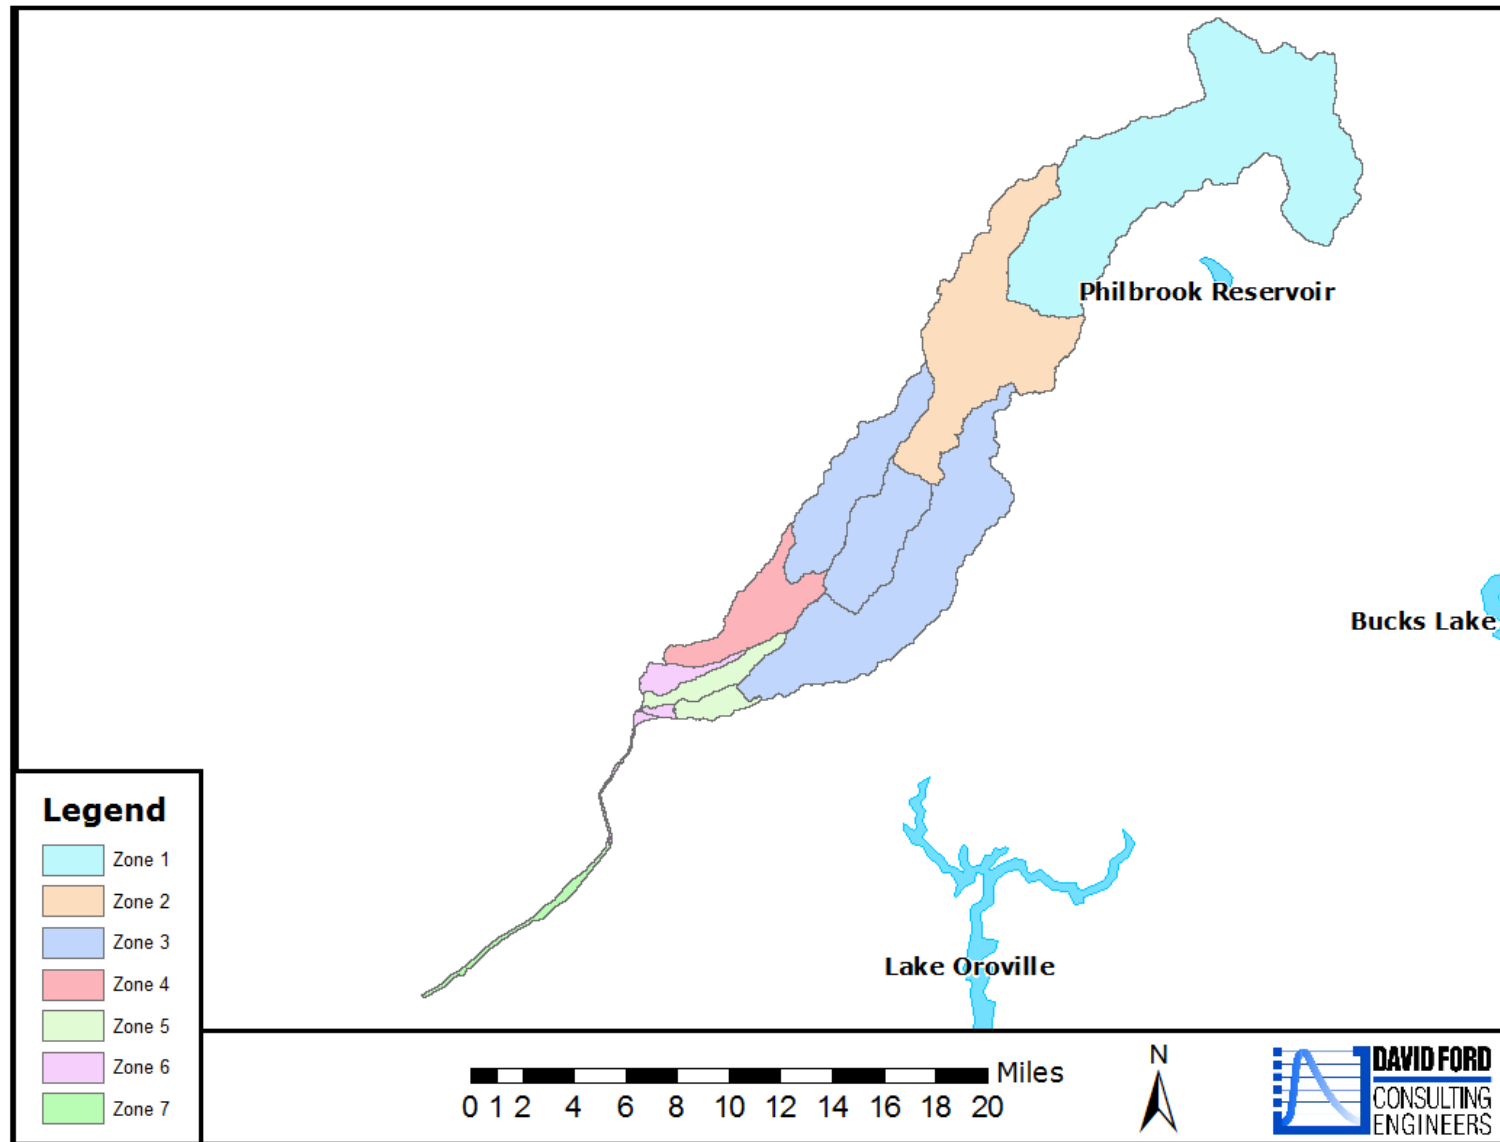 Philbrook Reservoir
Bucks Lake
Lake Oroville
Legend
Zone 1
Zone 2
Zone 3
Zone 4
Zone 5
Zone 6
Zone 7
Miles
0 1 2 4 6 8 10 12 14 16 18 20
N
DAVID FORD
CONSULTING
ENGINEERS